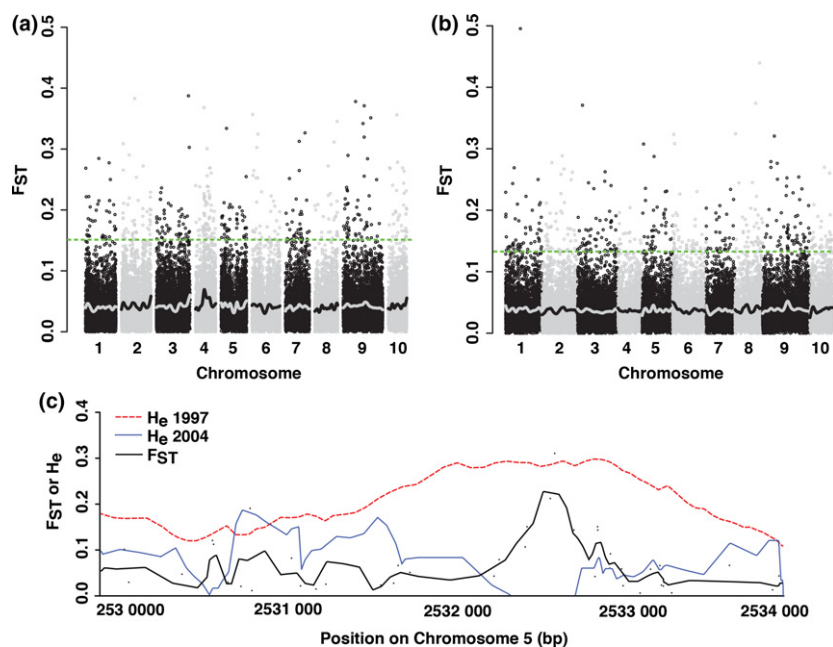 (a)
0.5
0.4
0.3
0.2
0.1
0.0
FST
1 2 3 4 5 6 7 8 9 10
Chromosome
(b)
0.5
0.4
0.3
0.2
0.1
0.0
FST
1 2 3 4 5 6 7 8 9 10
Chromosome
(c)
0.4
0.3
0.2
0.1
0.0
FST or He
He 1997
He 2004
FST
253 0000 2531 000 2532 000 2533 000 2534 000
Position on Chromosome 5 (bp)